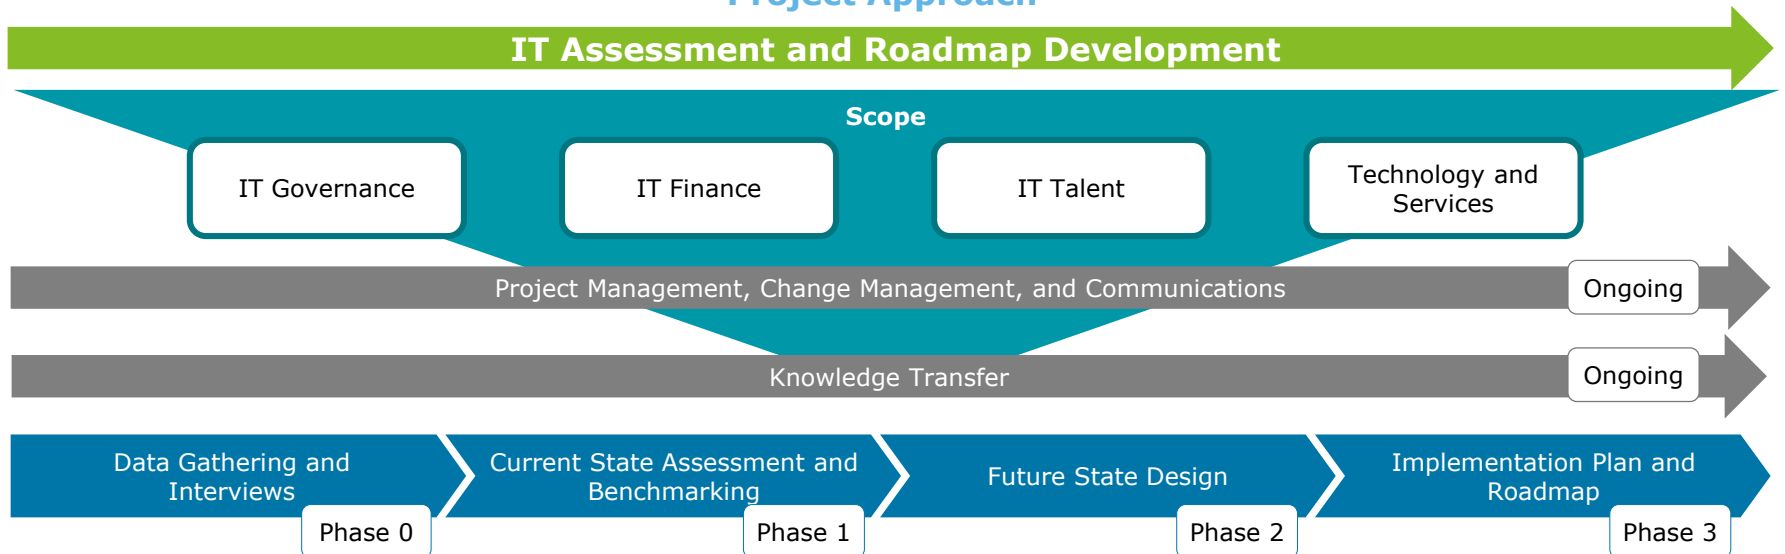 Project Approach
IT Assessment and Roadmap Development
Scope
IT Governance
IT Finance
IT Talent
Technology and
Services
Project Management, Change Management, and Communications
Ongoing
Knowledge Transfer
Ongoing
Data Gathering and
Interviews
Phase 0
Current State Assessment and
Benchmarking
Phase 1
Future State Design
Phase 2
Implementation Plan and
Roadmap
Phase 3